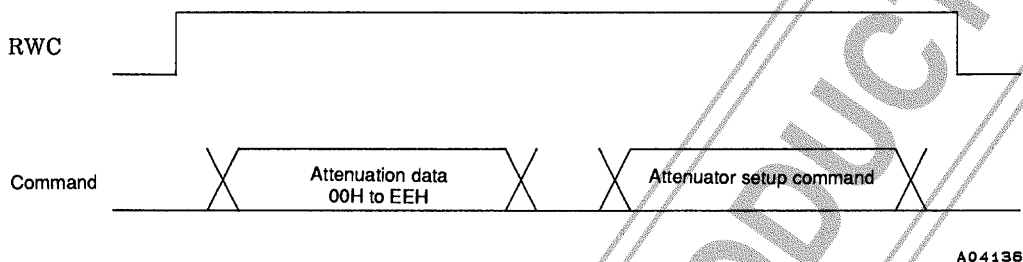 RWC
Command
Attenuation data
00H to EEH
Attenuator setup command
A04136